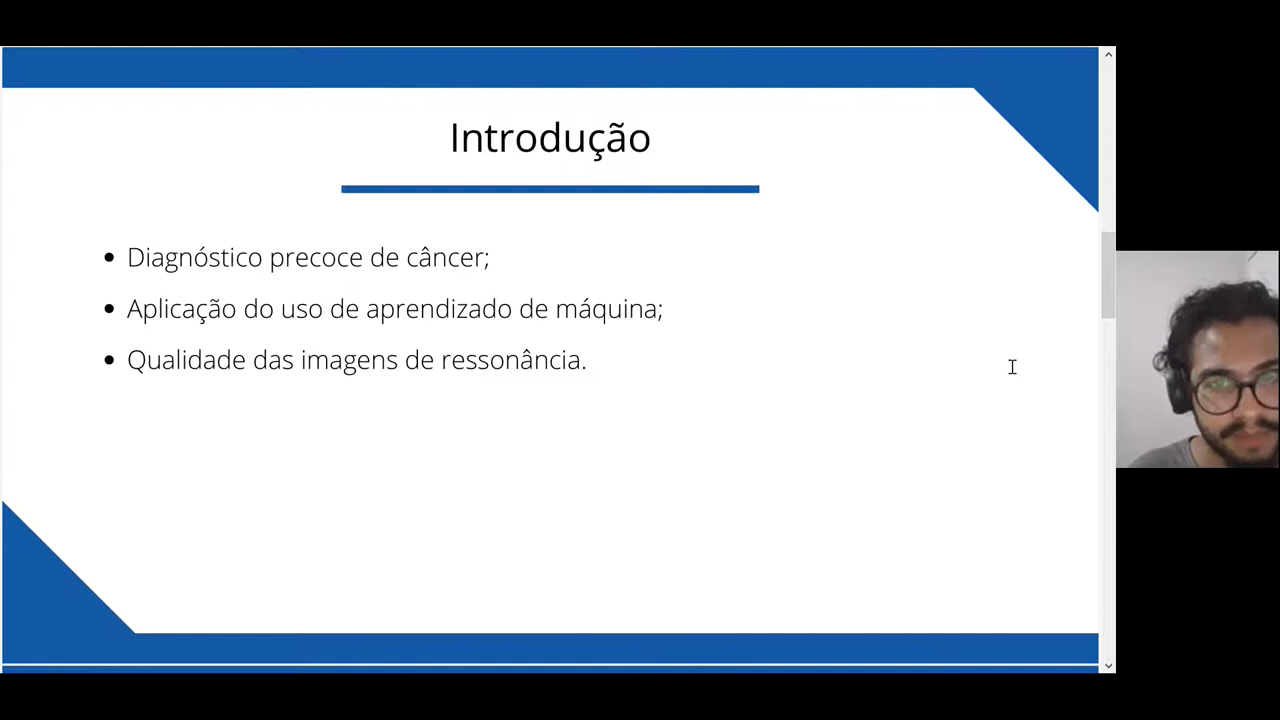 Introdução
• Diagnóstico precoce de câncer;
• Aplicação do uso de aprendizado de máquina;
• Qualidade das imagens de ressonância.